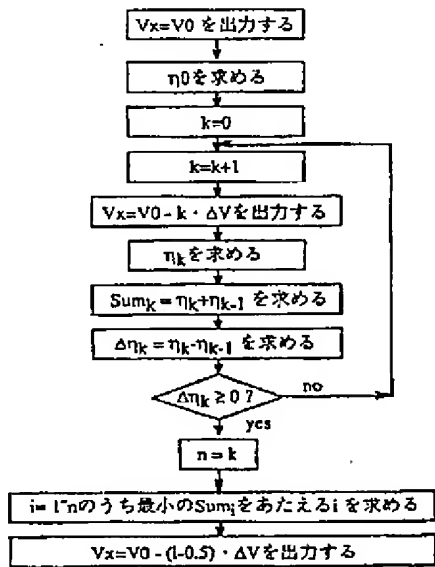 Vx=V0 を出力する
η0を求める
k=0
k=k+1
Vx=V0 - k・ΔVを出力する
ηkを求める
Sumk = ηk+ηk-1 を求める
Δηk = ηk-ηk-1 を求める
Δηk ≥ 0 ?
no
yes
n = k
i= 1~nのうち最小のSumiをあたえる i を求める
Vx=V0 - (i-0.5)・ΔVを出力する